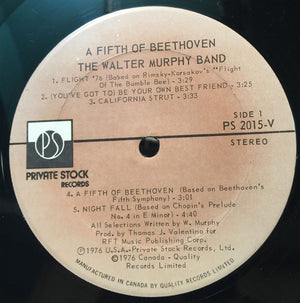 A FIFTH OF BEETHOVEN
THE WALTER MURPHY BAND
1. FLIGHT '76 (Based on Rimsky-Korsakov's "Flight
Of The Bumble Bee) - 3:25
2. (YOU'VE GOT TO) BE YOUR OWN BEST FRIEND - 3:25
3. CALIFORNIA STRUT - 3:33
SIDE 1
PS 2015-V
STEREO
PS
PRIVATE STOCK
RECORDS
4. A FIFTH OF BEETHOVEN (Based on Beethoven's
Fifth Symphony) - 3:01
5. NIGHT FALL (Based on Chopin's Prelude
No. 4 in E Minor) - 4:40
All Selections Written by W. Murphy
Prod: by Thomas J. Valentino for
RFT Music Publishing Corp.
℗1976 U.S.A.-Private Stock Records, Ltd.
©1976 Canada - Quality
Records Limited
MANUFACTURED IN CANADA BY QUALITY RECORDS LIMITED